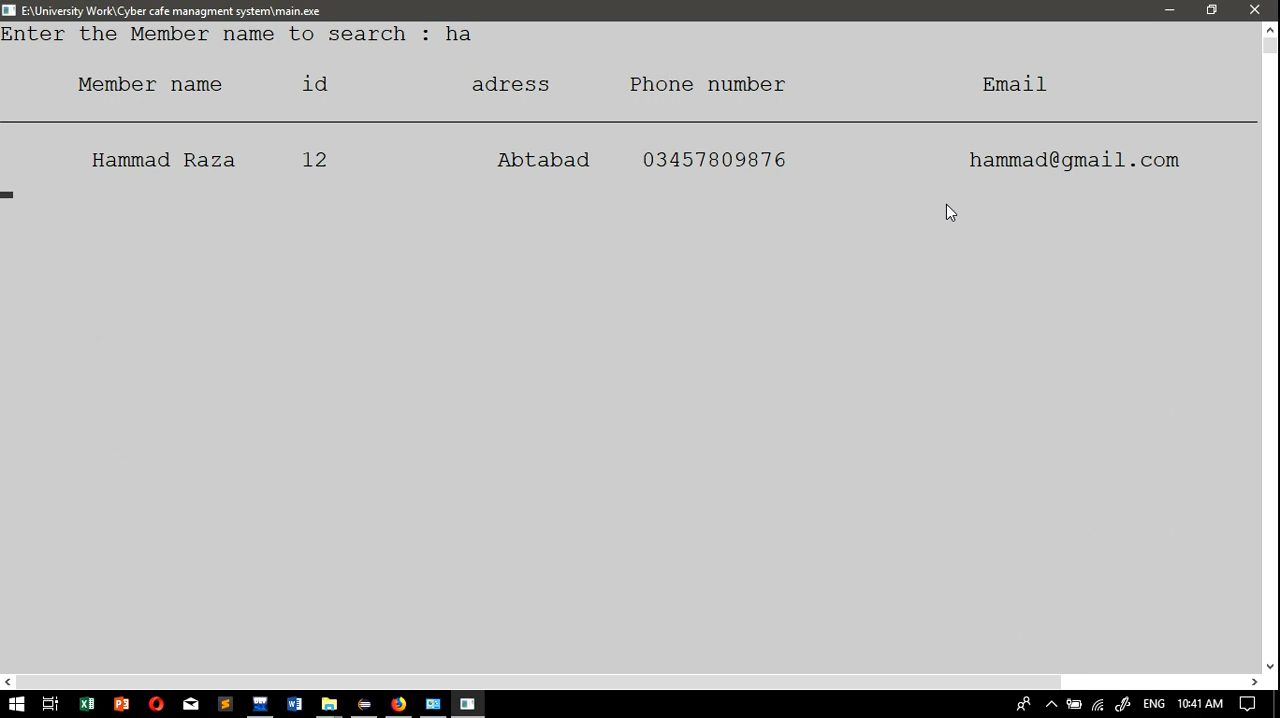 E:\University Work\Cyber cafe managment system\main.exe
Enter the Member name to search : ha
Member name id adress Phone number Email
Hammad Raza 12 Abtabad 03457809876 hammad@gmail.com
ENG 10:41 AM